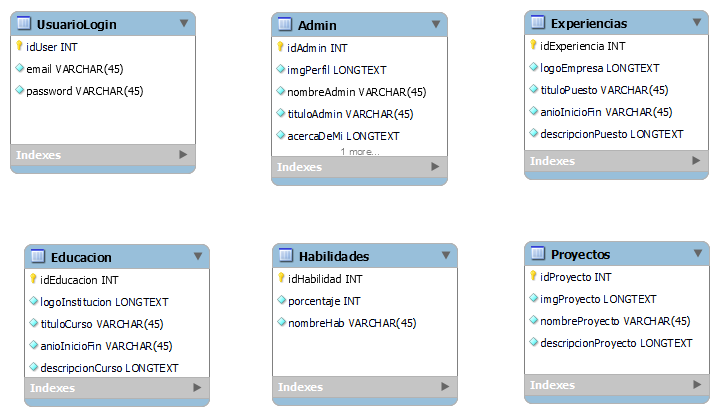 UsuarioLogin
idUser INT
email VARCHAR(45)
password VARCHAR(45)
Indexes
Admin
idAdmin INT
imgPerfil LONGTEXT
nombreAdmin VARCHAR(45)
tituloAdmin VARCHAR(45)
acercaDeMi LONGTEXT
1 more...
Indexes
Experiencias
idExperiencia INT
logoEmpresa LONGTEXT
tituloPuesto VARCHAR(45)
anioInicioFin VARCHAR(45)
descripcionPuesto LONGTEXT
Indexes
Educacion
idEducacion INT
logoInstitucion LONGTEXT
tituloCurso VARCHAR(45)
anioInicioFin VARCHAR(45)
descripcionCurso LONGTEXT
Indexes
Habilidades
idHabilidad INT
porcentaje INT
nombreHab VARCHAR(45)
Indexes
Proyectos
idProyecto INT
imgProyecto LONGTEXT
nombreProyecto VARCHAR(45)
descripcionProyecto LONGTEXT
Indexes